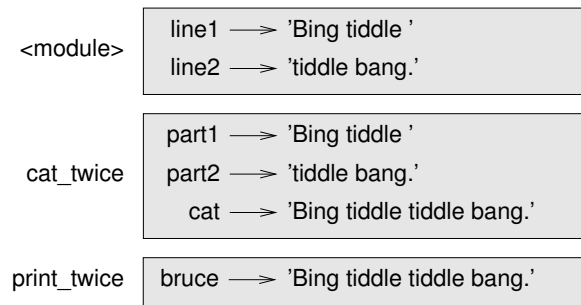 <module>
line1 ’Bing tiddle ’
line2 ’tiddle bang.’
cat_twice
part1 ’Bing tiddle ’
part2 ’tiddle bang.’
cat ’Bing tiddle tiddle bang.’
print_twice
bruce ’Bing tiddle tiddle bang.’